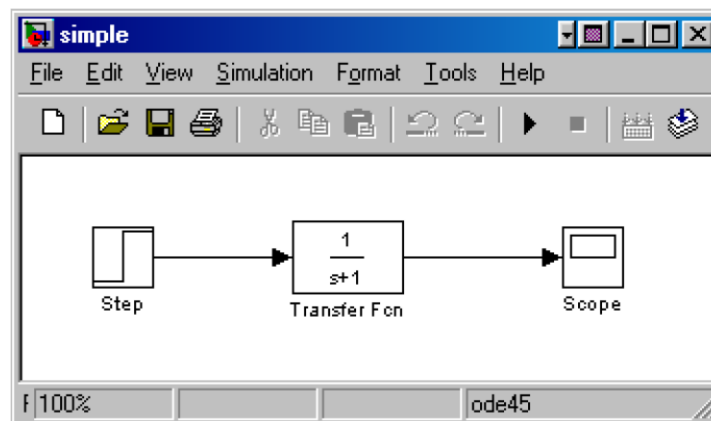 simple
File Edit View Simulation Format Tools Help
1
s+1
Step
Transfer Fcn
Scope
F 100%
ode45